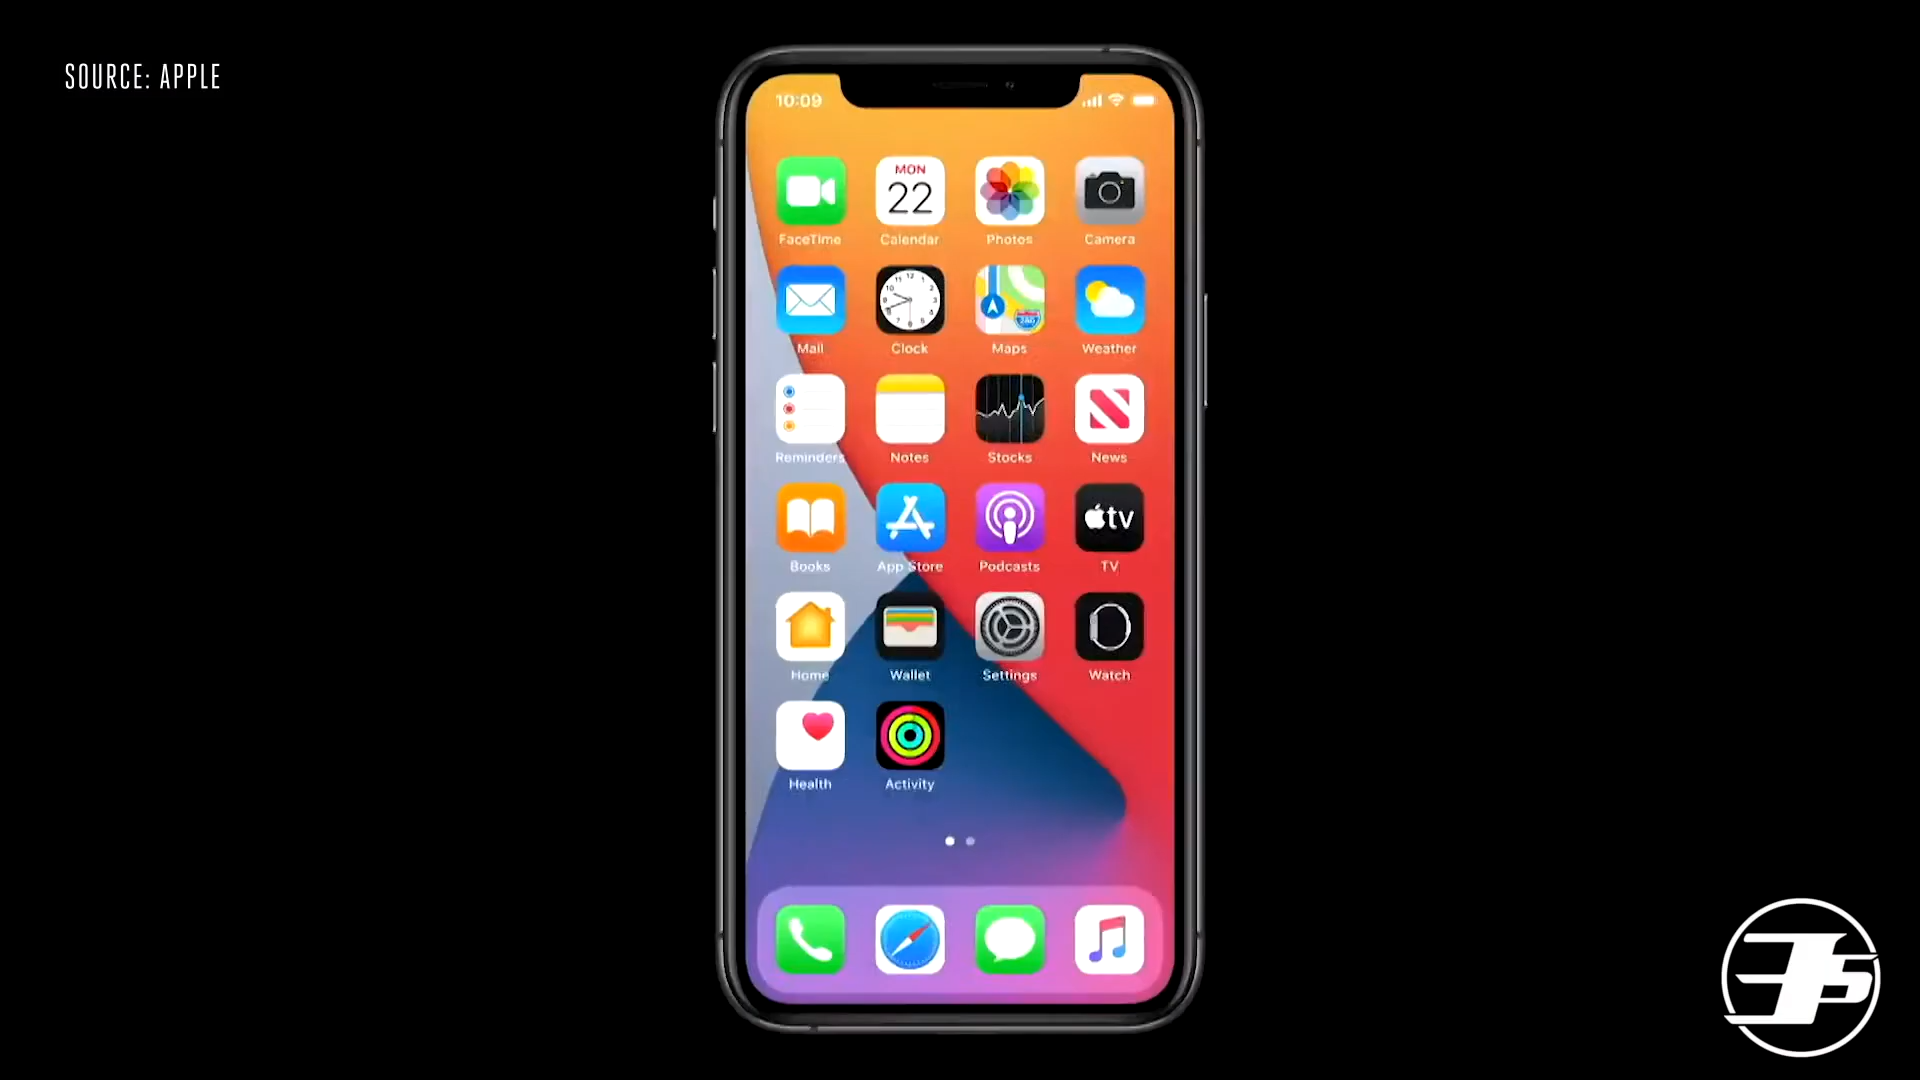 SOURCE: APPLE
10:09
MON
22
FaceTime Calendar Photos Camera
280
Mail Clock Maps Weather
Reminders Notes Stocks News
tv
Books App Store Podcasts TV
Home Wallet Settings Watch
Health Activity